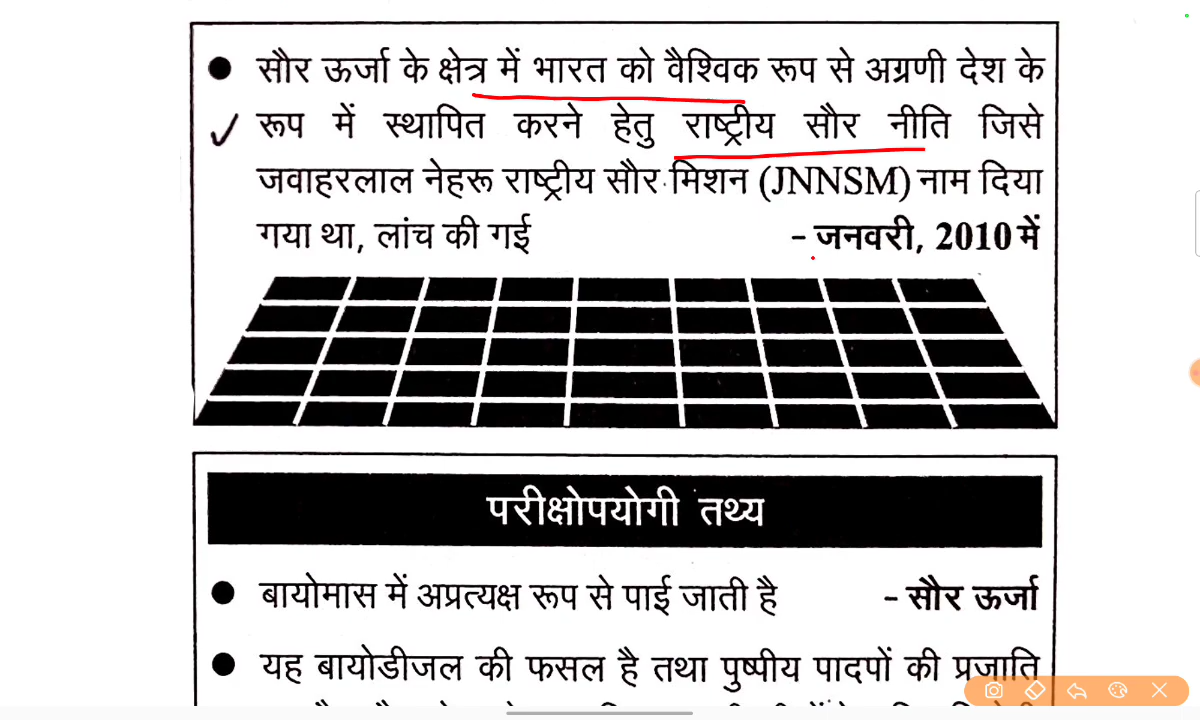 ● सौर ऊर्जा के क्षेत्र में भारत को वैश्विक रूप से अग्रणी देश के
रूप में स्थापित करने हेतु राष्ट्रीय सौर नीति जिसे
जवाहरलाल नेहरू राष्ट्रीय सौर मिशन (JNNSM) नाम दिया
गया था, लांच की गई - जनवरी, 2010 में
परीक्षोपयोगी तथ्य
● बायोमास में अप्रत्यक्ष रूप से पाई जाती है - सौर ऊर्जा
● यह बायोडीजल की फसल है तथा पुष्पीय पादपों की प्रजाति